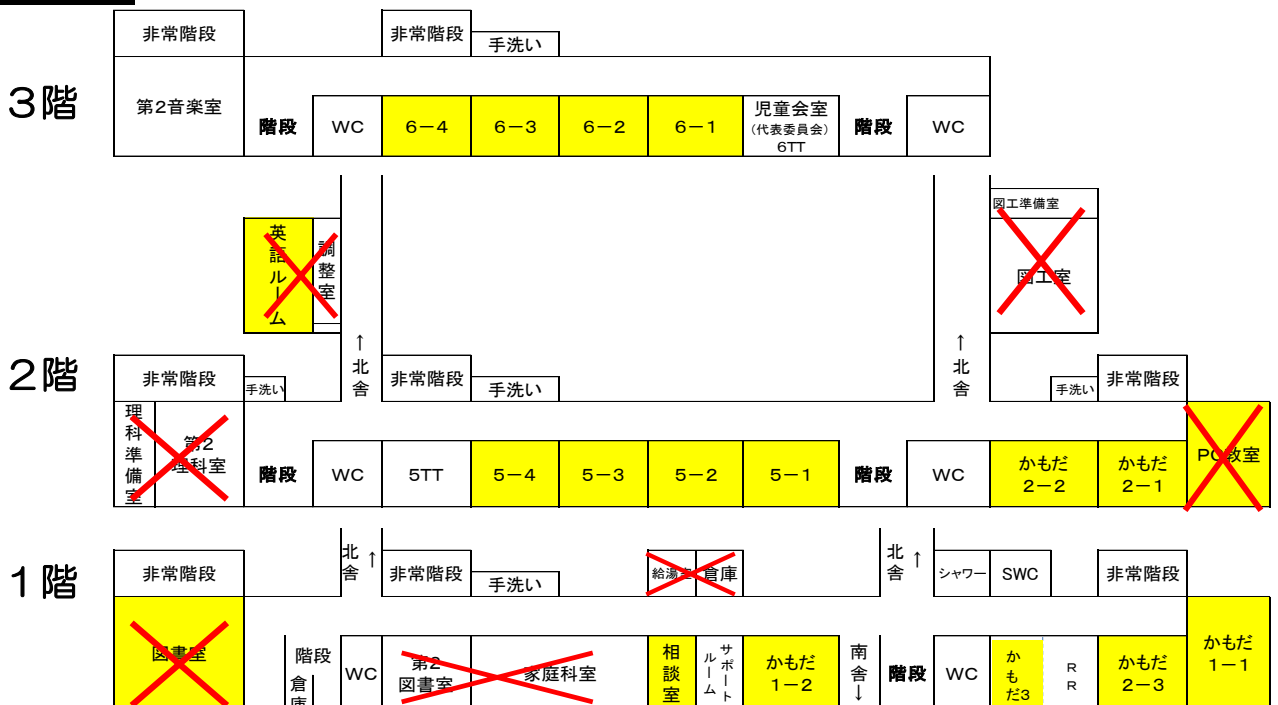 非常階段
非常階段
手洗い
3階
第2音楽室
階段
WC
6－4
6－3
6－2
6－1
児童会室
(代表委員会)
6TT
階段
WC
英語ルーム
調整室
図工準備室
図工室
↑北舎
↑北舎
2階
非常階段
手洗い
非常階段
手洗い
手洗い
非常階段
理科準備室
第2
理科室
階段
WC
5TT
5－4
5－3
5－2
5－1
階段
WC
かもだ
2－2
かもだ
2－1
PC教室
北舎↑
北舎↑
1階
非常階段
非常階段
手洗い
給湯室
倉庫
シャワー
SWC
非常階段
図書室
階段
倉庫
WC
第2
図書室
家庭科室
相談室
サポート
ルーム
かもだ
1－2
南舎↓
階段
WC
かもだ3
RR
かもだ
2－3
かもだ
1－1